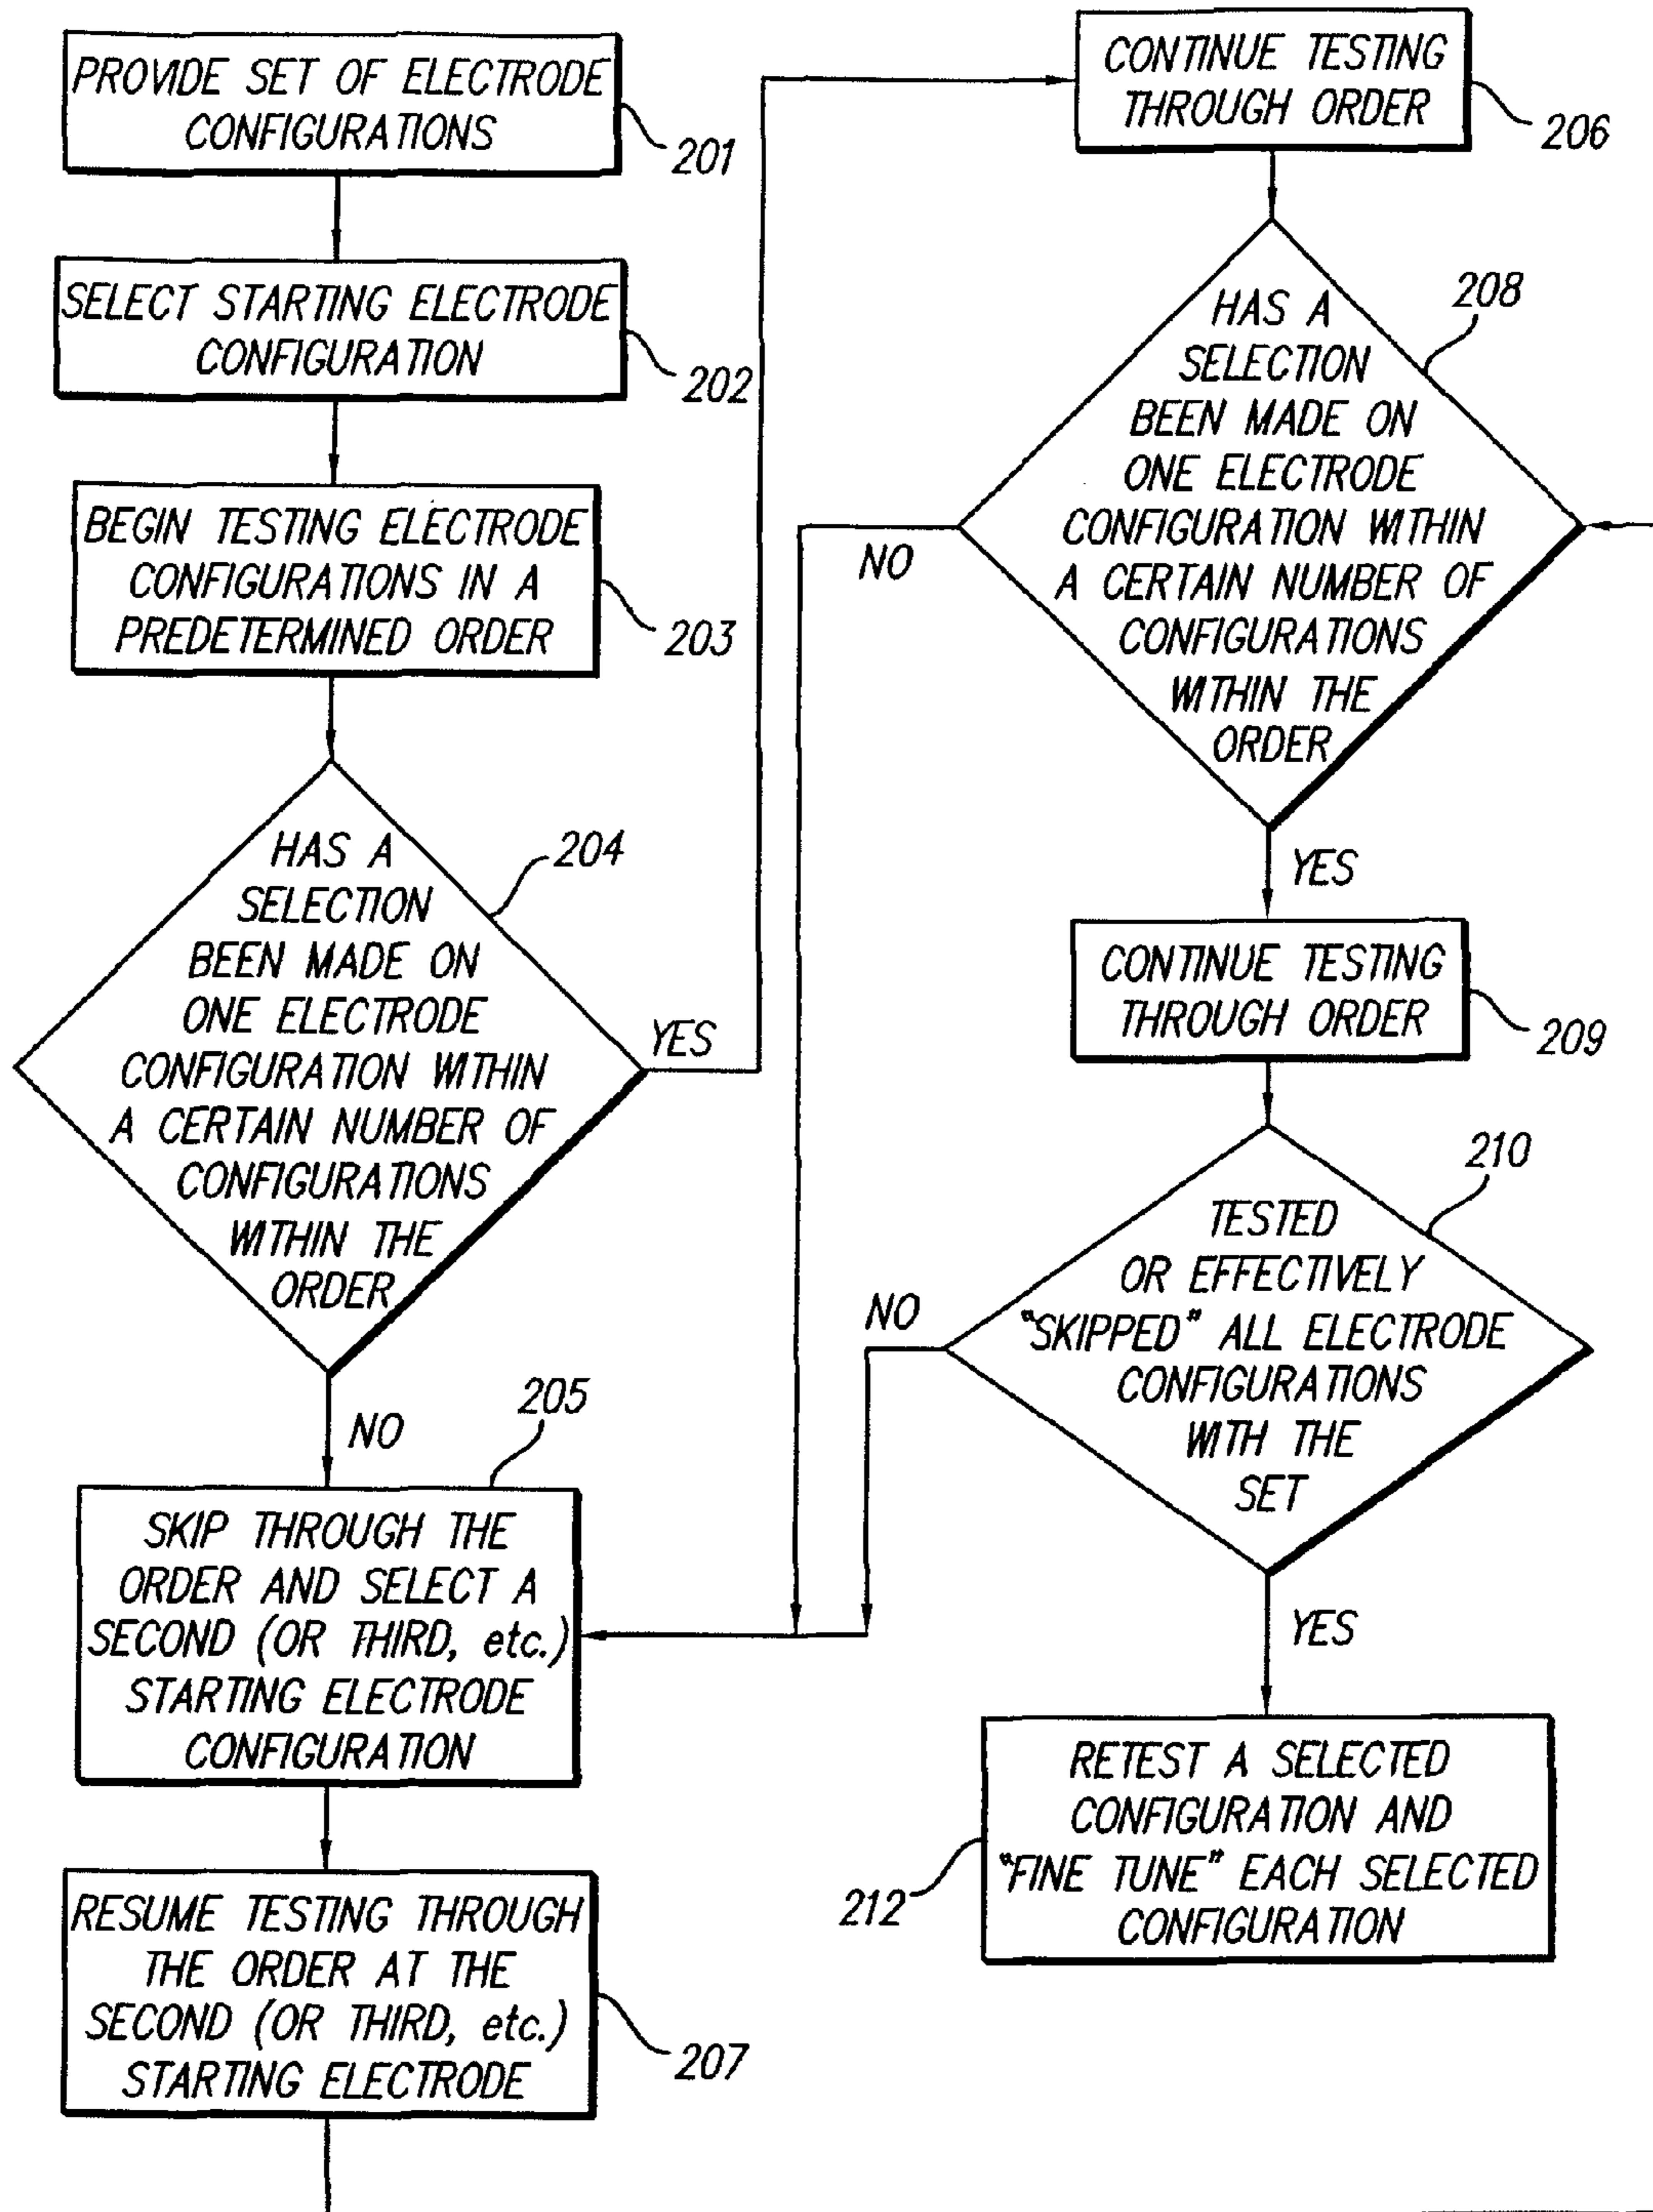 PROVIDE SET OF ELECTRODE
CONFIGURATIONS
201
SELECT STARTING ELECTRODE
CONFIGURATION
202
BEGIN TESTING ELECTRODE
CONFIGURATIONS IN A
PREDETERMINED ORDER
203
HAS A
SELECTION
BEEN MADE ON
ONE ELECTRODE
CONFIGURATION WITHIN
A CERTAIN NUMBER OF
CONFIGURATIONS
WITHIN THE
ORDER
204
YES
NO
205
SKIP THROUGH THE
ORDER AND SELECT A
SECOND (OR THIRD, etc.)
STARTING ELECTRODE
CONFIGURATION
RESUME TESTING THROUGH
THE ORDER AT THE
SECOND (OR THIRD, etc.)
STARTING ELECTRODE
207
CONTINUE TESTING
THROUGH ORDER
206
HAS A
SELECTION
BEEN MADE ON
ONE ELECTRODE
CONFIGURATION WITHIN
A CERTAIN NUMBER OF
CONFIGURATIONS
WITHIN THE
ORDER
208
NO
YES
CONTINUE TESTING
THROUGH ORDER
209
TESTED
OR EFFECTIVELY
"SKIPPED" ALL ELECTRODE
CONFIGURATIONS
WITH THE
SET
210
NO
YES
RETEST A SELECTED
CONFIGURATION AND
"FINE TUNE" EACH SELECTED
CONFIGURATION
212